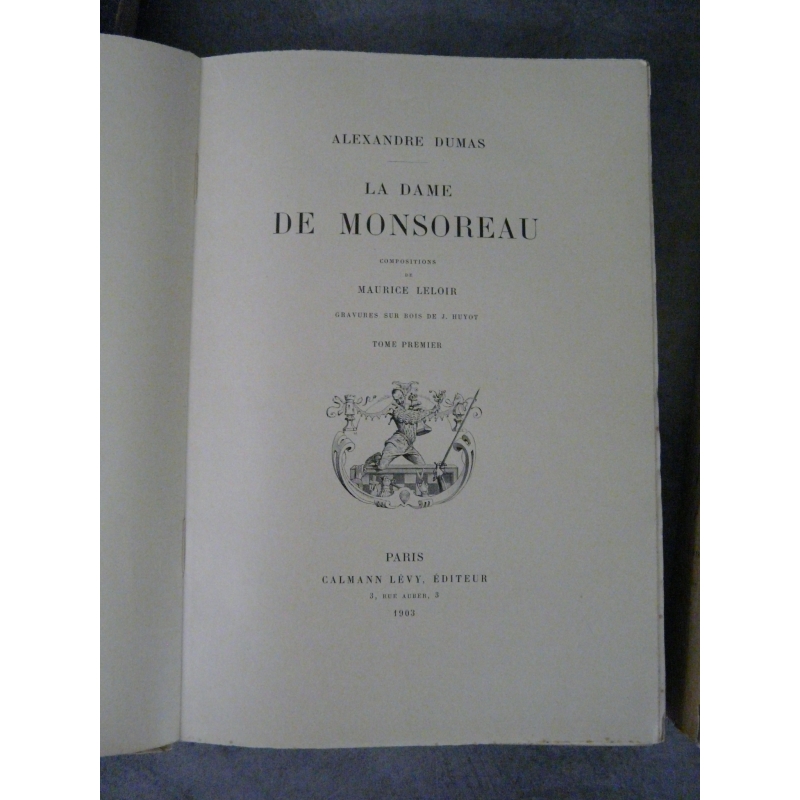 ALEXANDRE DUMAS
LA DAME
DE MONSOREAU
COMPOSITIONS
DE
MAURICE LELOIR
GRAVURES SUR BOIS DE J. HUYOT
TOME PREMIER
PARIS
CALMANN LÉVY, ÉDITEUR
3, RUE AUBER, 3
1903